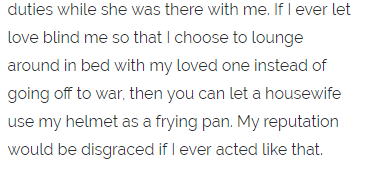 duties while she was there with me. If I ever let
love blind me so that I choose to lounge
around in bed with my loved one instead of
going off to war, then you can let a housewife
use my helmet as a frying pan. My reputation
would be disgraced if I ever acted like that.